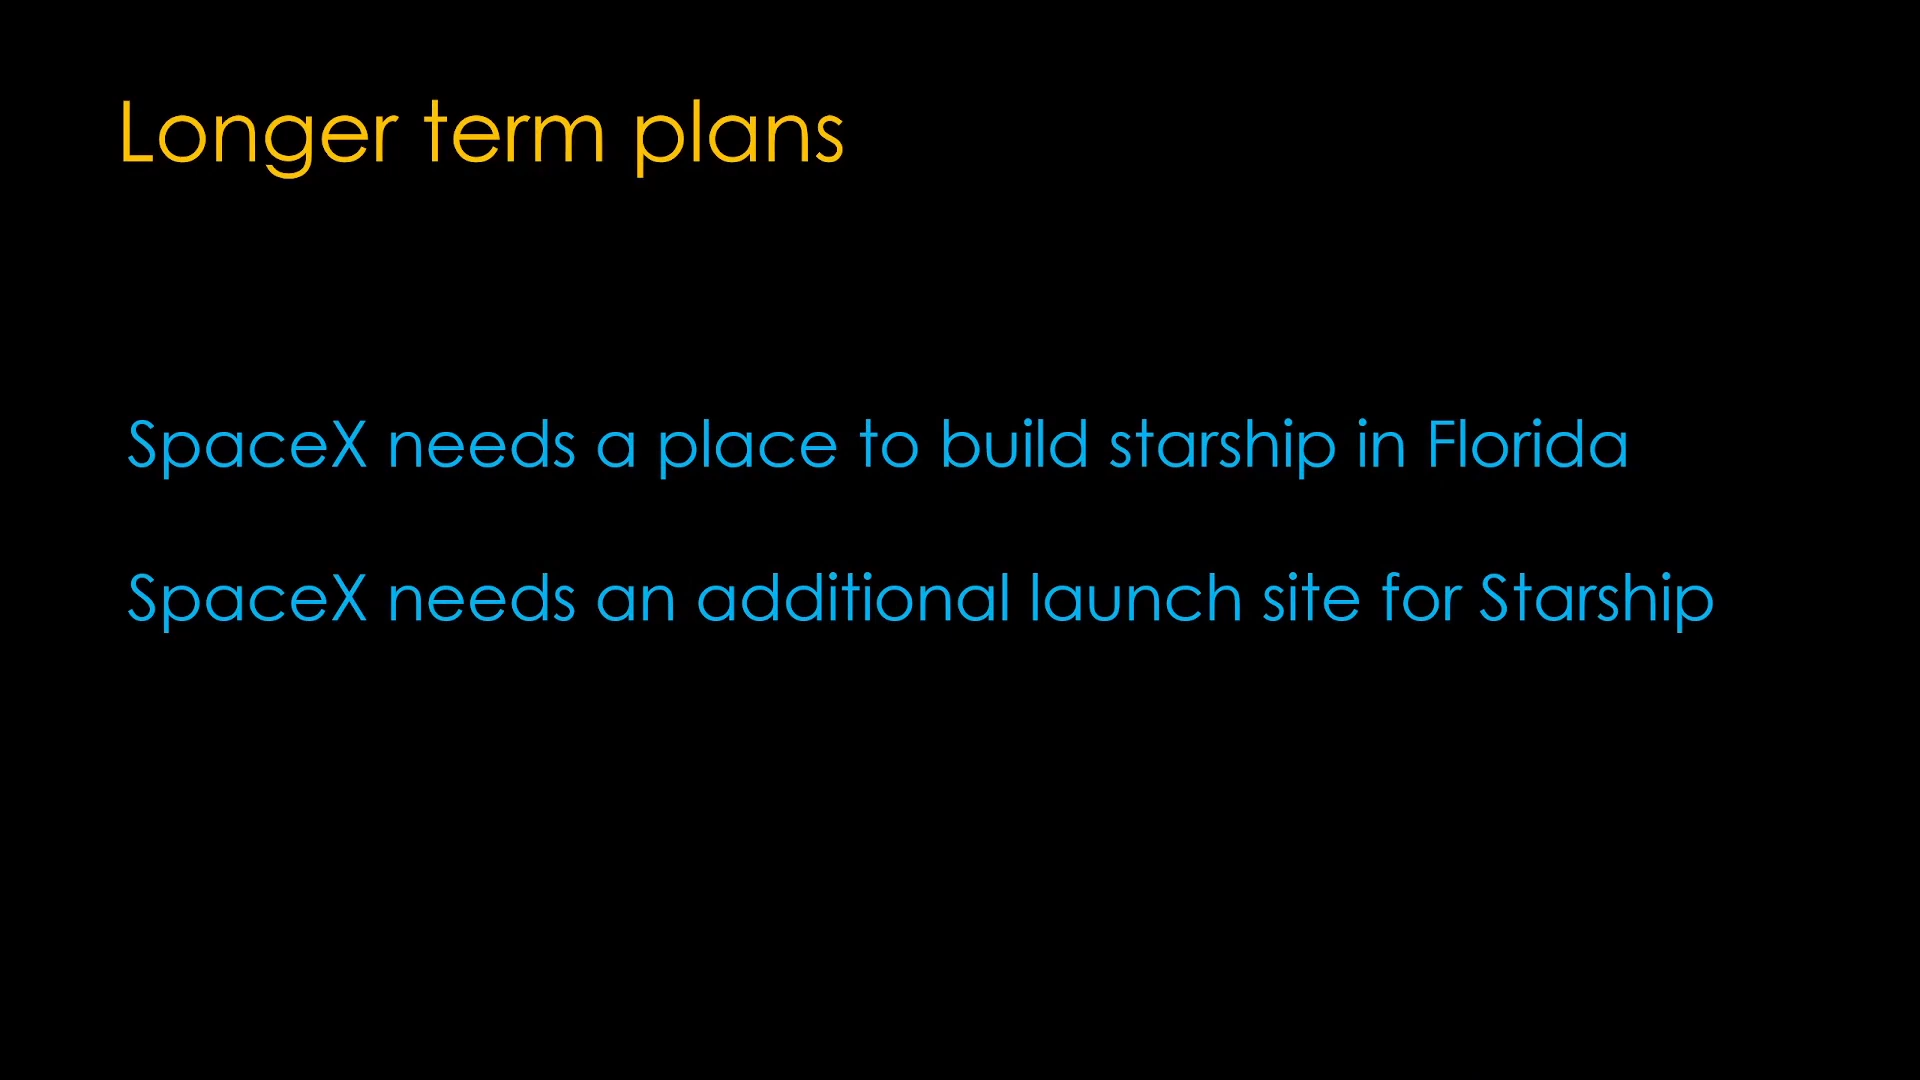 Longer term plans
SpaceX needs a place to build starship in Florida
SpaceX needs an additional launch site for Starship